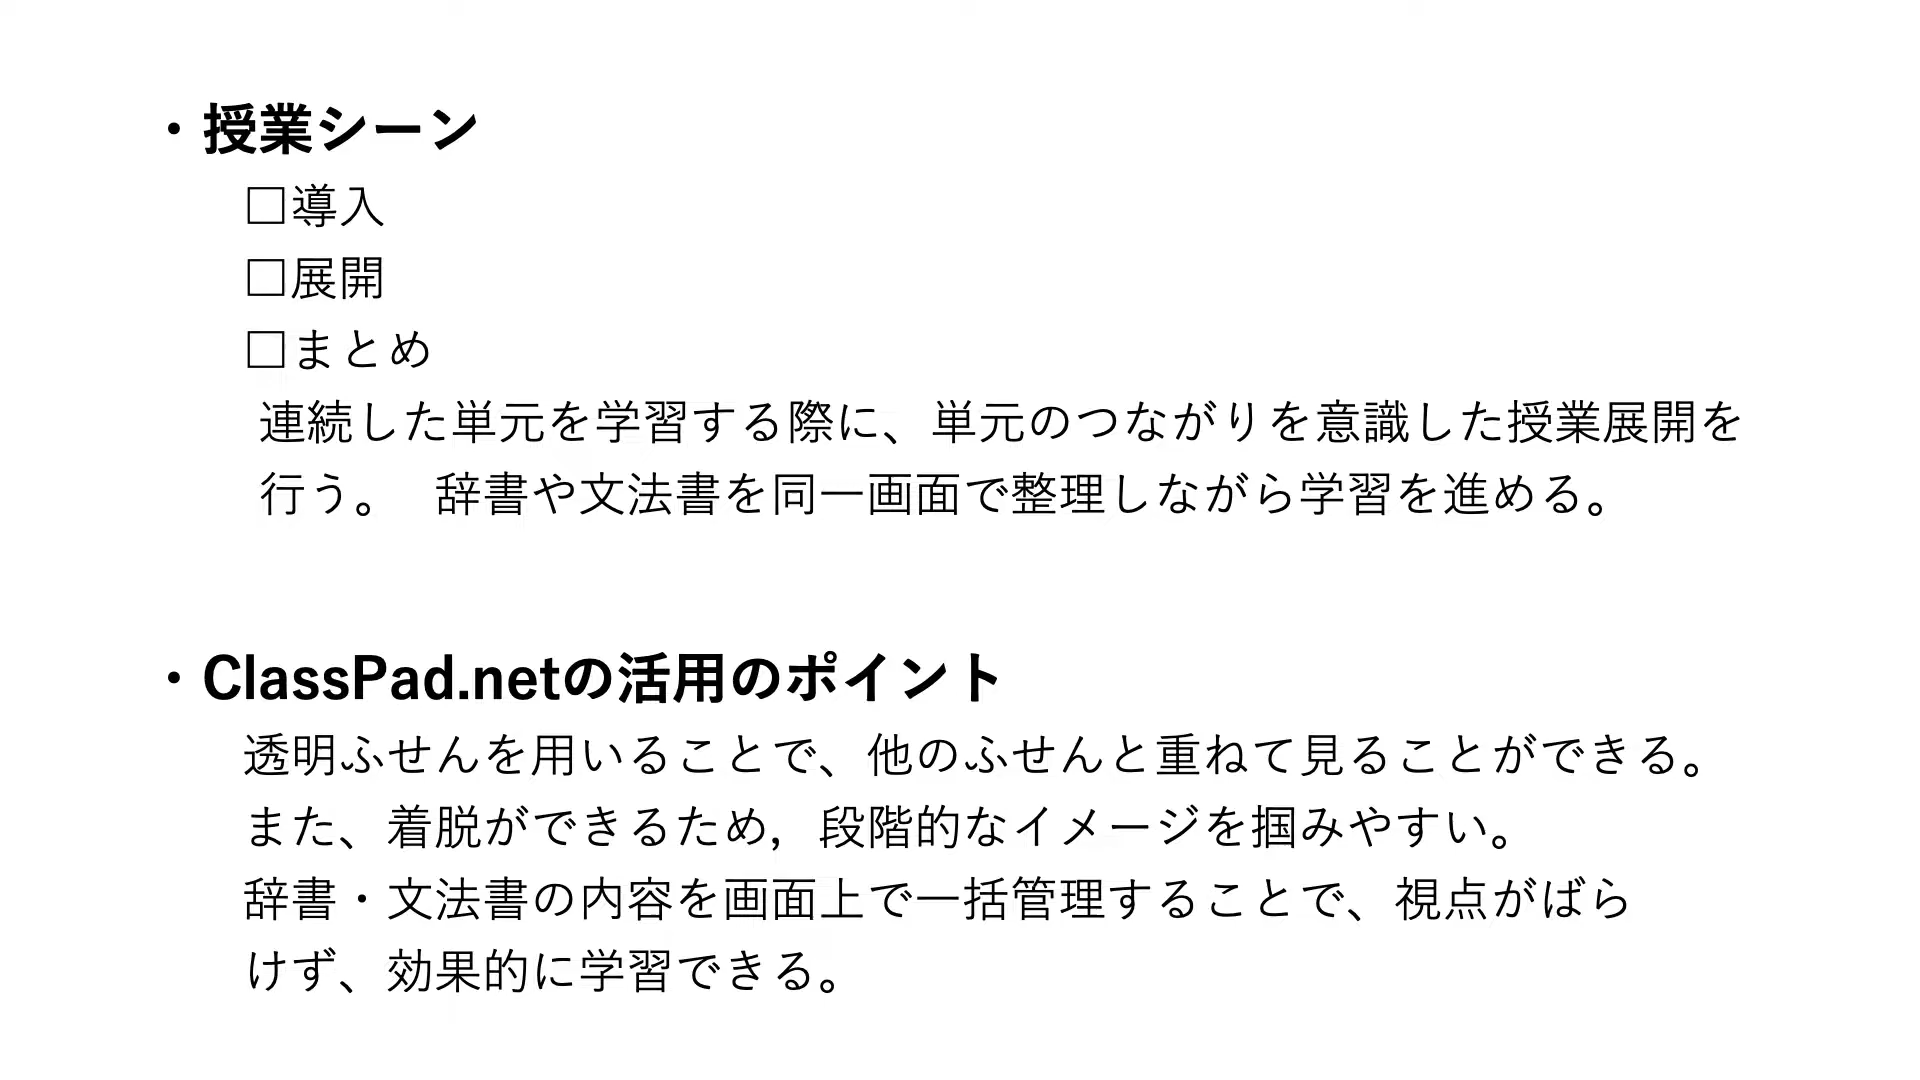 ・授業シーン
□導入
□展開
□まとめ
連続した単元を学習する際に、単元のつながりを意識した授業展開を
行う。　辞書や文法書を同一画面で整理しながら学習を進める。
・ClassPad.netの活用のポイント
透明ふせんを用いることで、他のふせんと重ねて見ることができる。
また、着脱ができるため，段階的なイメージを掴みやすい。
辞書・文法書の内容を画面上で一括管理することで、視点がばら
けず、効果的に学習できる。